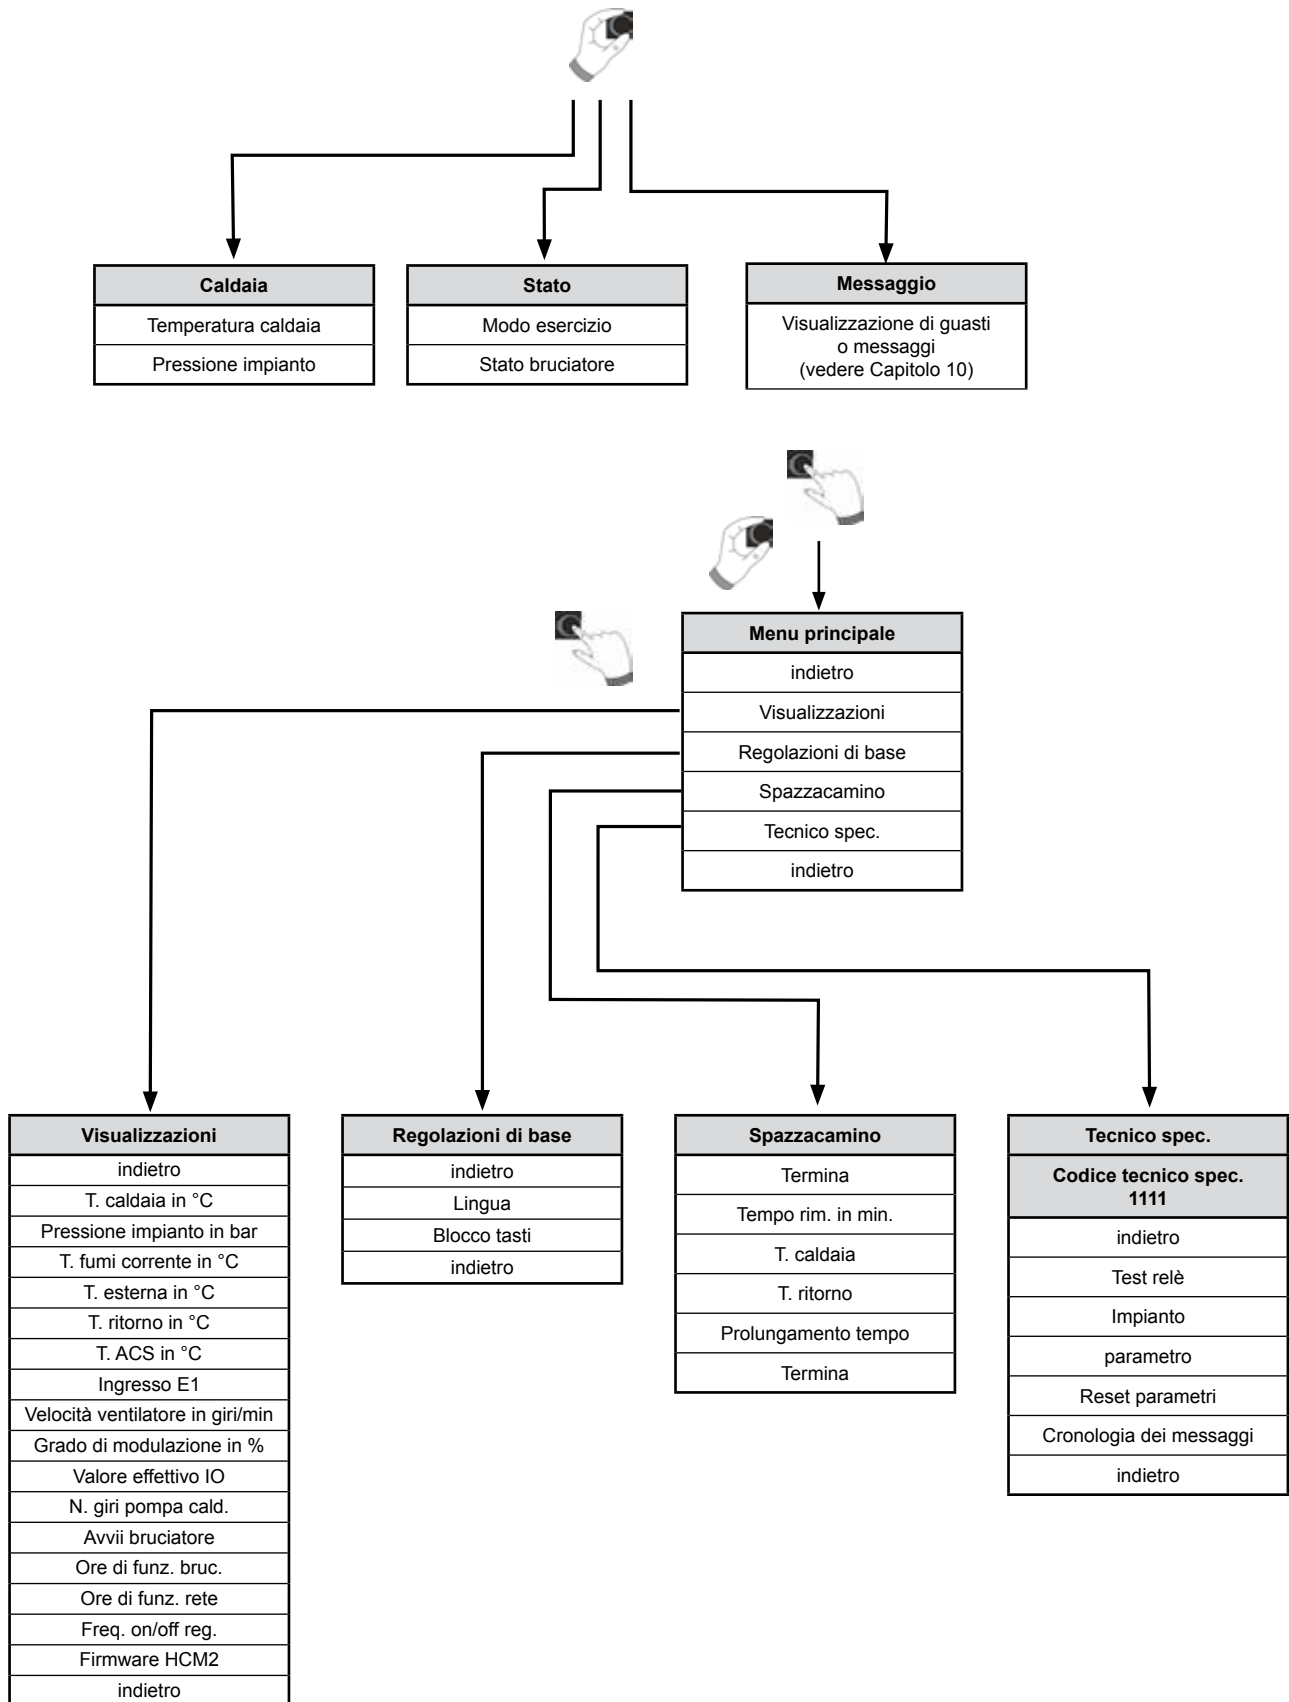 Caldaia
Temperatura caldaia
Pressione impianto
Stato
Modo esercizio
Stato bruciatore
Messaggio
Visualizzazione di guasti
o messaggi
(vedere Capitolo 10)
Menu principale
indietro
Visualizzazioni
Regolazioni di base
Spazzacamino
Tecnico spec.
indietro
Visualizzazioni
indietro
T. caldaia in °C
Pressione impianto in bar
T. fumi corrente in °C
T. esterna in °C
T. ritorno in °C
T. ACS in °C
Ingresso E1
Velocità ventilatore in giri/min
Grado di modulazione in %
Valore effettivo IO
N. giri pompa cald.
Avvii bruciatore
Ore di funz. bruc.
Ore di funz. rete
Freq. on/off reg.
Firmware HCM2
indietro
Regolazioni di base
indietro
Lingua
Blocco tasti
indietro
Spazzacamino
Termina
Tempo rim. in min.
T. caldaia
T. ritorno
Prolungamento tempo
Termina
Tecnico spec.
Codice tecnico spec.
1111
indietro
Test relè
Impianto
parametro
Reset parametri
Cronologia dei messaggi
indietro